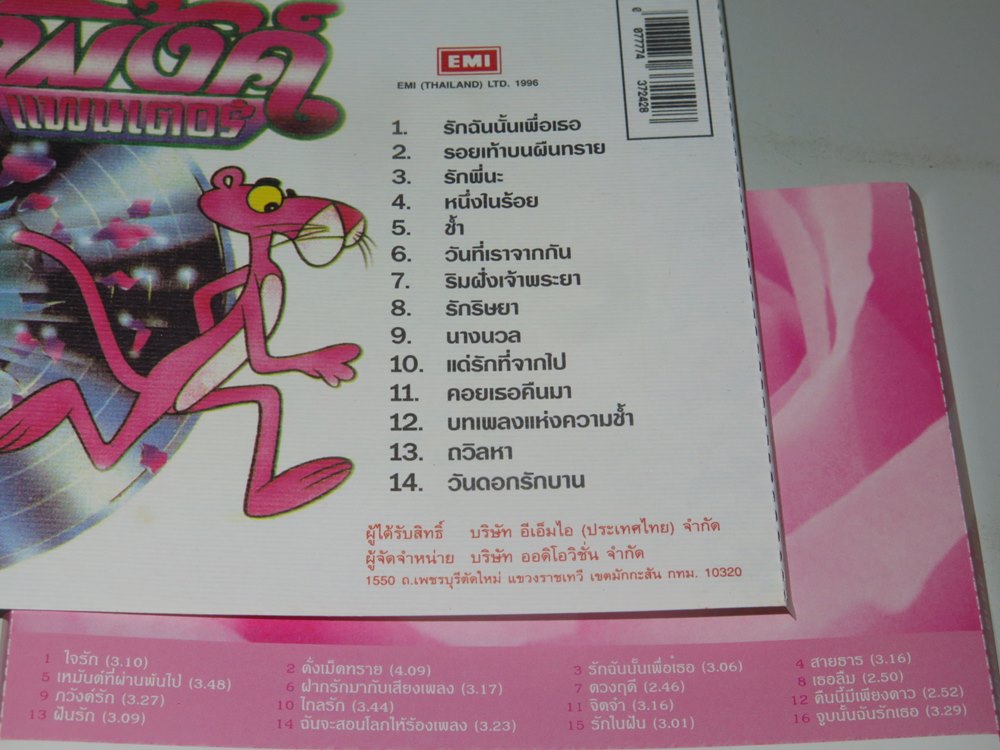 พิงค์
แพนเตอร์
EMI
EMI (THAILAND) LTD. 1996
0 077774 372428
1. รักฉันนั้นเพื่อเธอ
2. รอยเท้าบนผืนทราย
3. รักพี่นะ
4. หนึ่งในร้อย
5. ช้ำ
6. วันที่เราจากกัน
7. ริมฝั่งเจ้าพระยา
8. รักริษยา
9. นางนวล
10. แด่รักที่จากไป
11. คอยเธอคืนมา
12. บทเพลงแห่งความช้ำ
13. ถวิลหา
14. วันดอกรักบาน
ผู้ได้รับสิทธิ์ บริษัท อีเอ็มไอ (ประเทศไทย) จำกัด
ผู้จัดจำหน่าย บริษัท ออดิโอวิชั่น จำกัด
1550 ถ.เพชรบุรีตัดใหม่ แขวงราชเทวี เขตมักกะสัน กทม. 10320
1 ใจรัก (3.10) 2 ดั่งเม็ดทราย (4.09) 3 รักฉันนั้นเพื่อเธอ (3.06) 4 สายธาร (3.16)
5 เหมันต์ที่ผ่านพ้นไป (3.48) 6 ฝากรักมากับเสียงเพลง (3.17) 7 ดวงฤดี (2.46) 8 เธอลืม (2.50)
9 ภวังค์รัก (3.27) 10 ไกลรัก (3.44) 11 จิตจำ (3.16) 12 คืนนี้มีเพียงดาว (2.52)
13 ฝันรัก (3.09) 14 ฉันจะสอนโลกให้ร้องเพลง (3.23) 15 รักในฝัน (3.01) 16 จูบนั้นฉันรักเธอ (3.29)